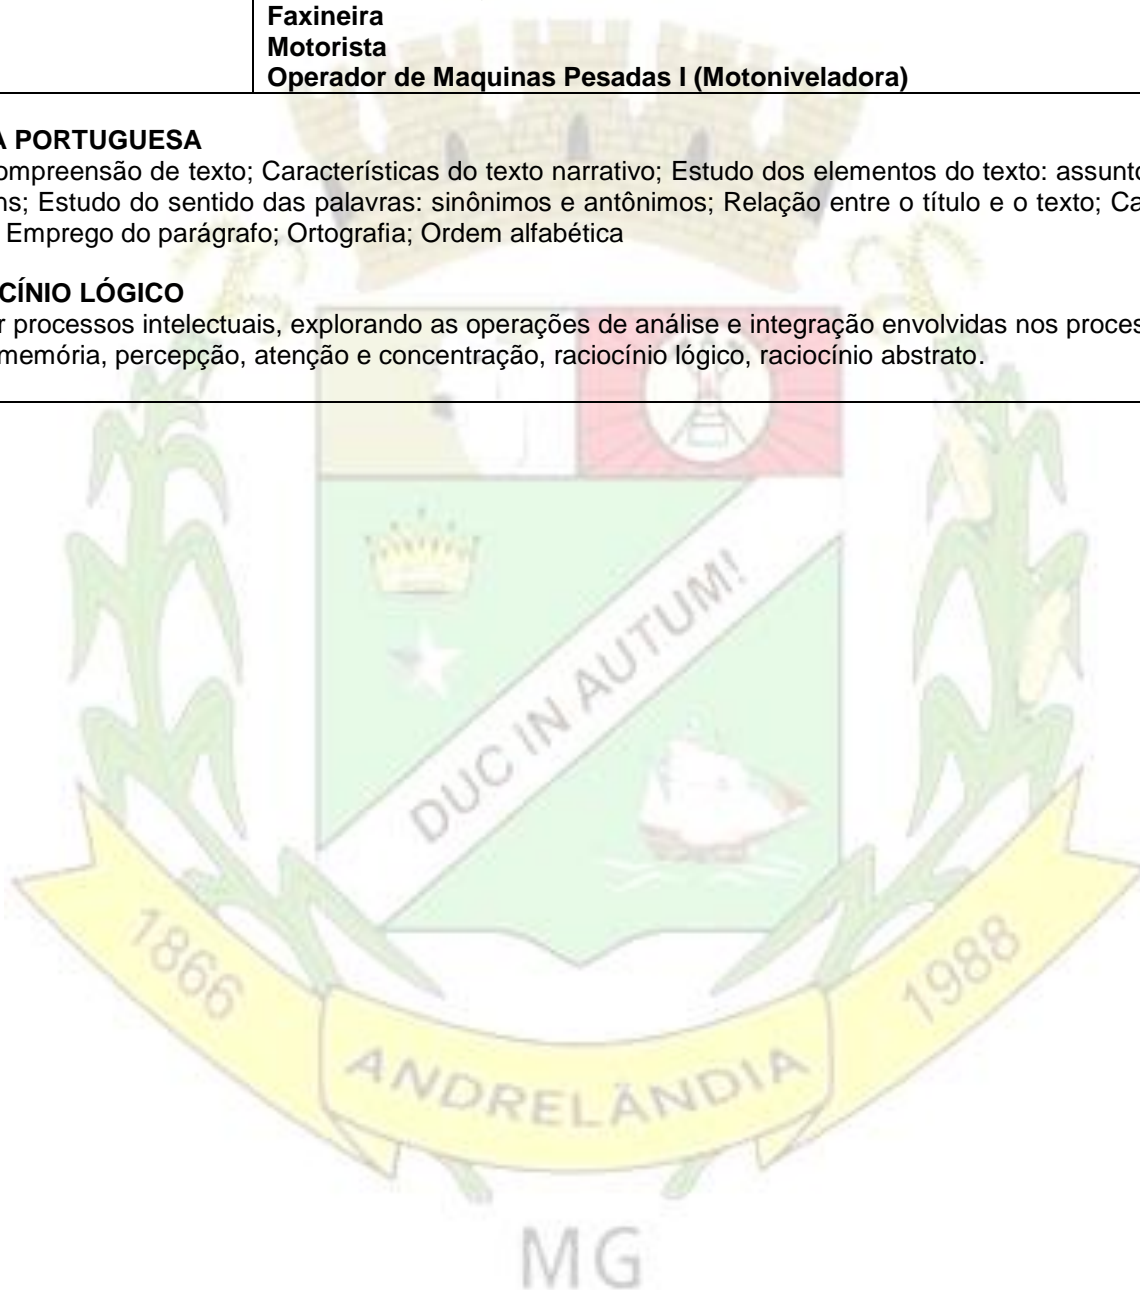 Faxineira
Motorista
Operador de Maquinas Pesadas I (Motoniveladora)
A PORTUGUESA
ompreensão de texto; Características do texto narrativo; Estudo dos elementos do texto: assunto
ns; Estudo do sentido das palavras: sinônimos e antônimos; Relação entre o título e o texto; Ca
Emprego do parágrafo; Ortografia; Ordem alfabética
CÍNIO LÓGICO
r processos intelectuais, explorando as operações de análise e integração envolvidas nos proces
memória, percepção, atenção e concentração, raciocínio lógico, raciocínio abstrato.
DUC IN AUTUM!
1866
ANDRELÂNDIA
1988
MG